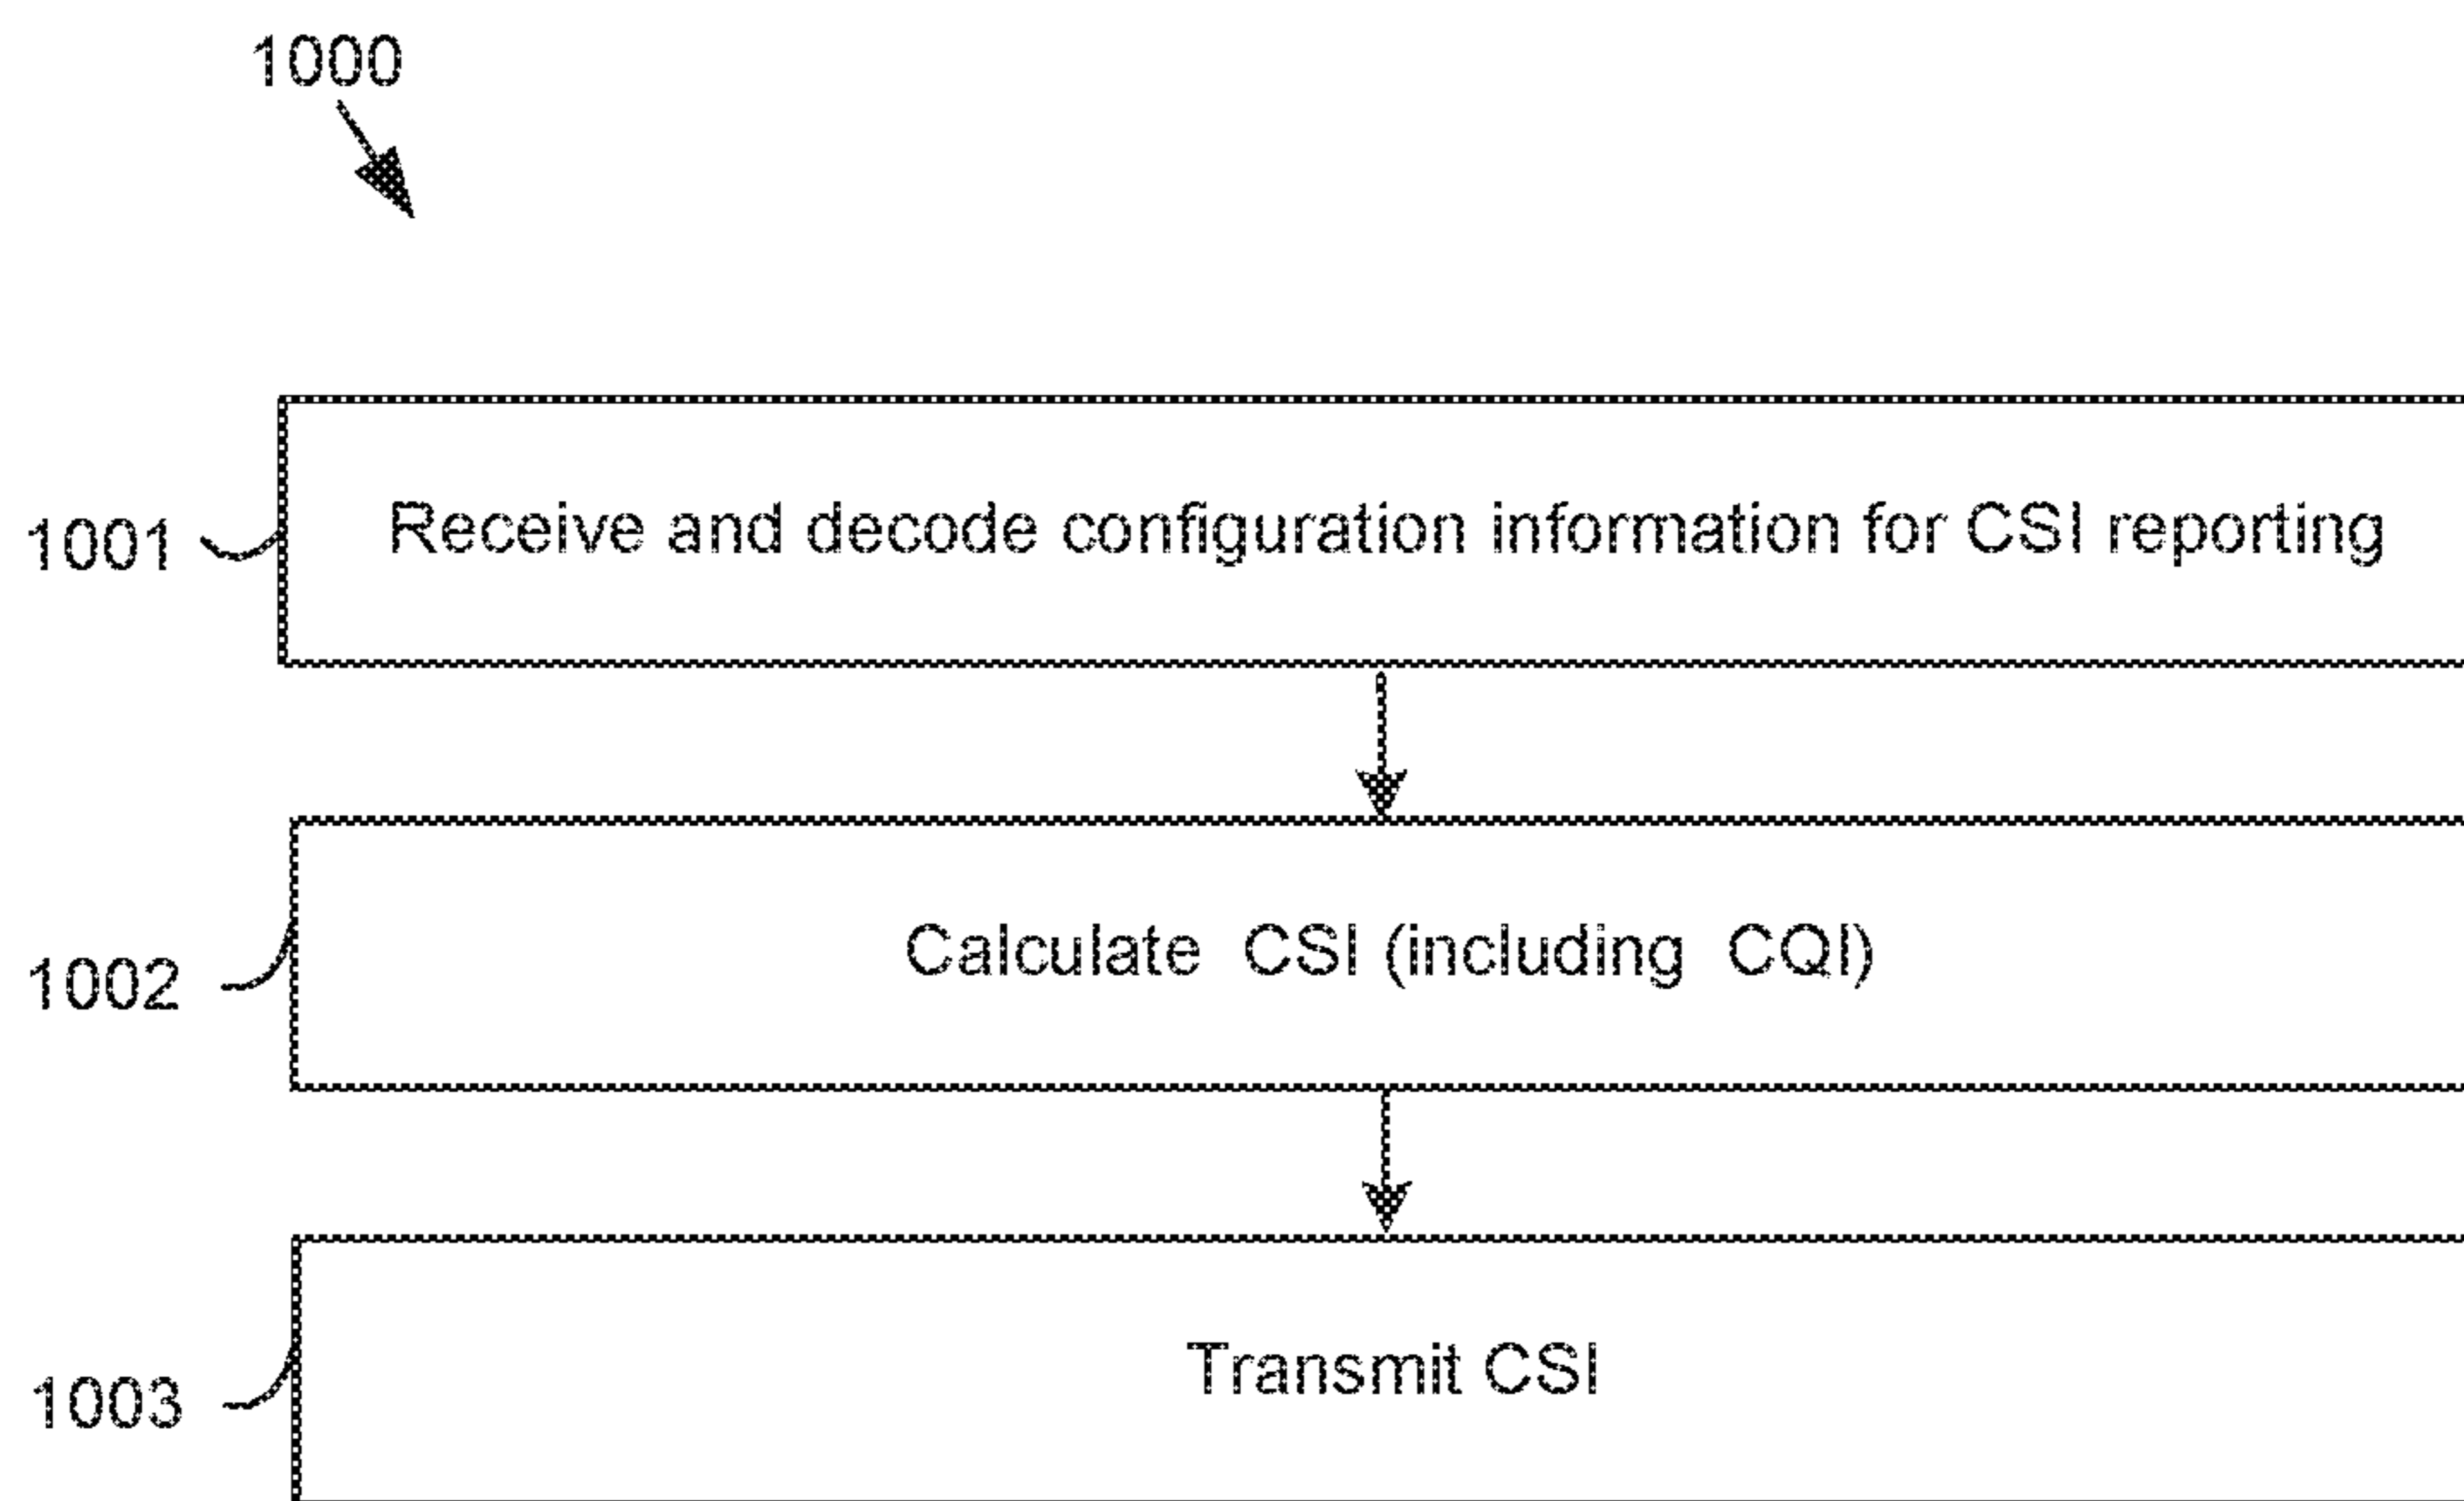 1000
1001 Receive and decode configuration information for CSI reporting
1002 Calculate CSI (including CQI)
1003 Transmit CSI